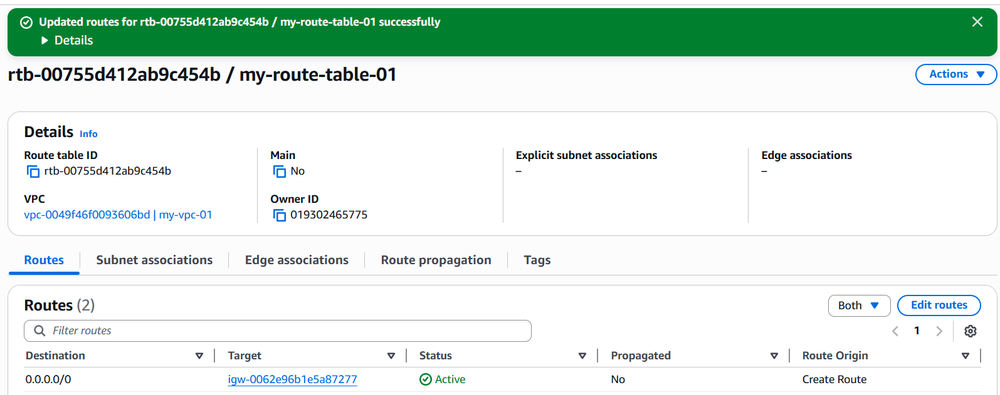 Updated routes for rtb-00755d412ab9c454b / my-route-table-01 successfully
Details
rtb-00755d412ab9c454b / my-route-table-01
Actions
Details Info
Route table ID
rtb-00755d412ab9c454b
Main
No
Explicit subnet associations
–
Edge associations
–
VPC
vpc-0049f46f0093606bd | my-vpc-01
Owner ID
019302465775
Routes Subnet associations Edge associations Route propagation Tags
Routes (2)
Both
Edit routes
Filter routes
1
Destination Target Status Propagated Route Origin
0.0.0.0/0 igw-0062e96b1e5a87277 Active No Create Route